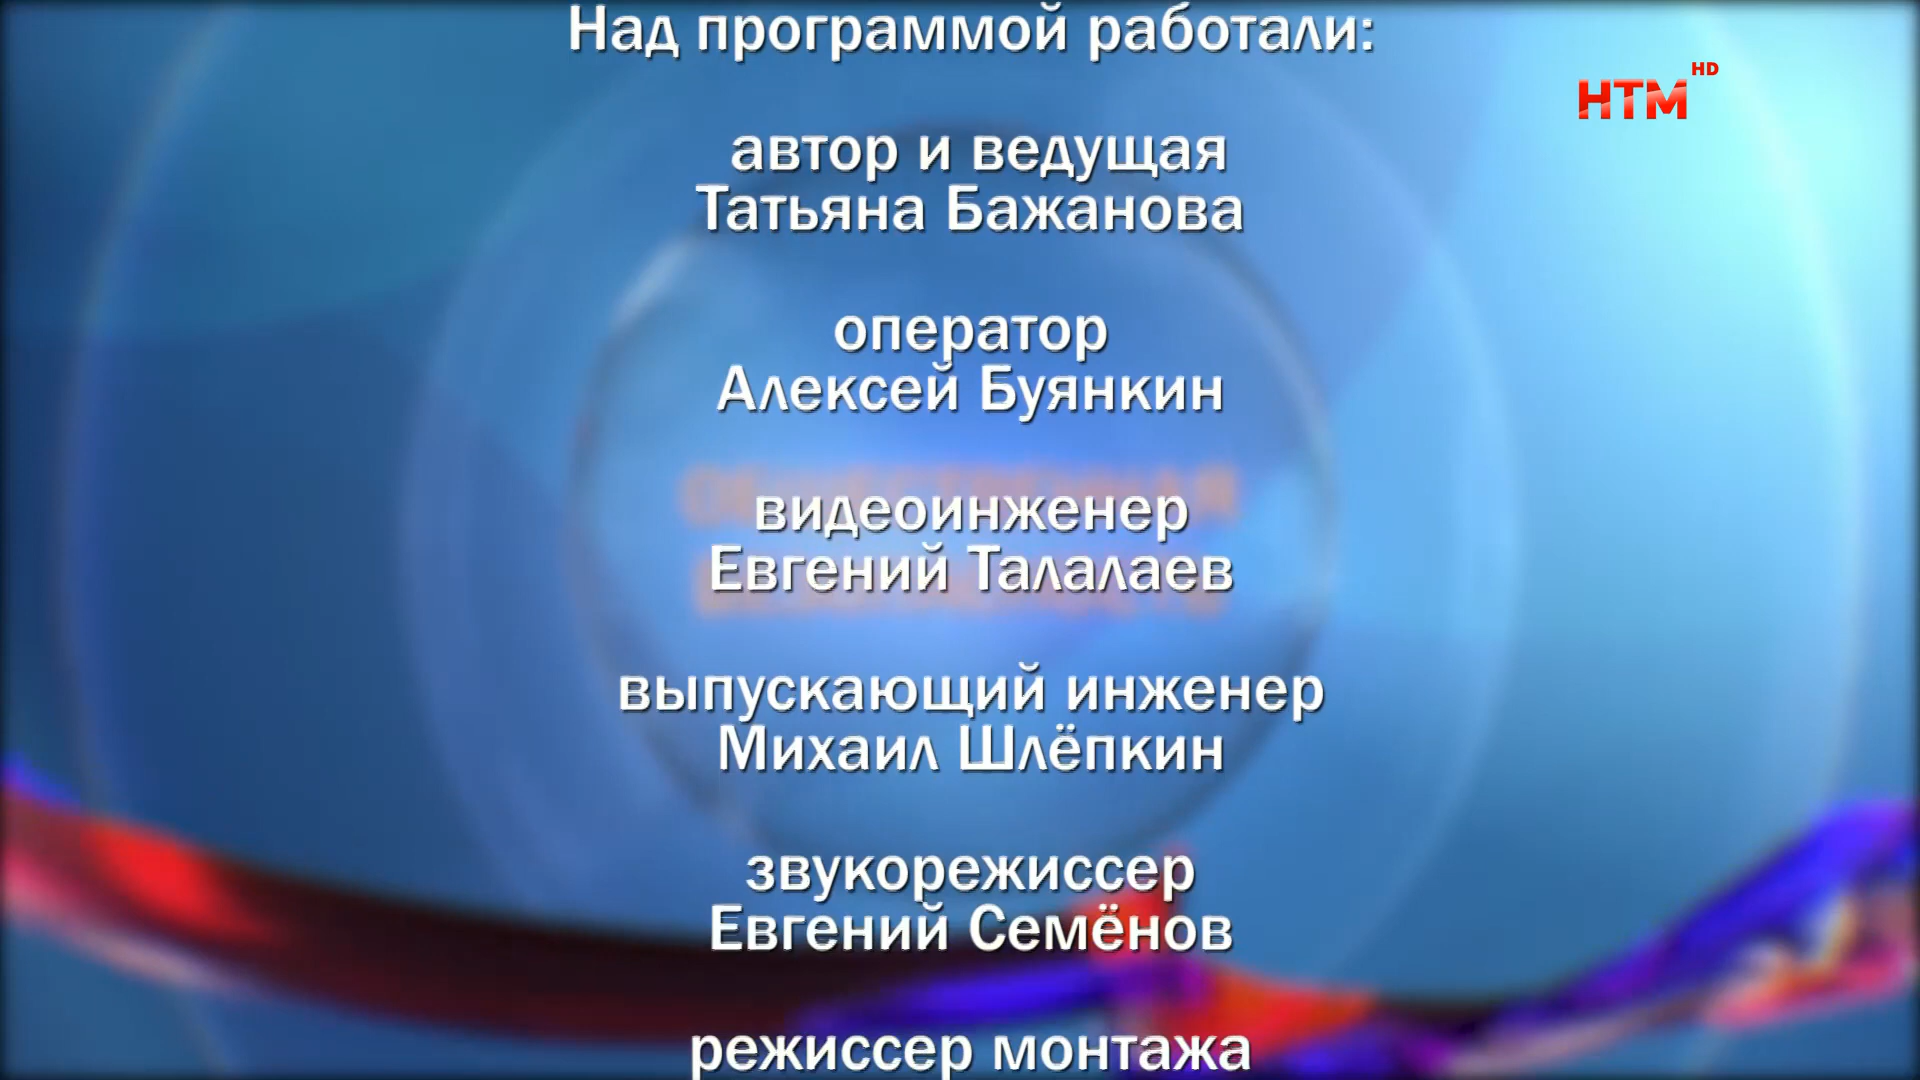 Над программой работали:
НТМ HD
автор и ведущая
Татьяна Бажанова
оператор
Алексей Буянкин
ОБЩЕСТВЕННАЯ
видеоинженер
Евгений Талалаев
выпускающий инженер
Михаил Шлёпкин
звукорежиссер
Евгений Семёнов
режиссер монтажа